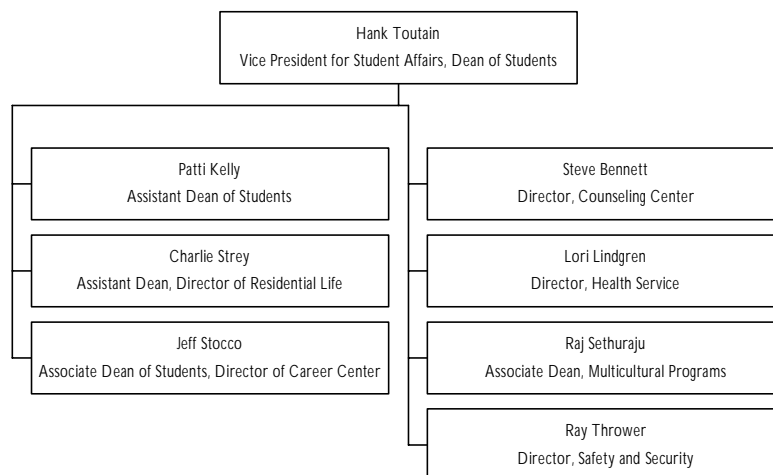 Hank Toutain
Vice President for Student Affairs, Dean of Students
Patti Kelly
Assistant Dean of Students
Charlie Strey
Assistant Dean, Director of Residential Life
Jeff Stocco
Associate Dean of Students, Director of Career Center
Steve Bennett
Director, Counseling Center
Lori Lindgren
Director, Health Service
Raj Sethuraju
Associate Dean, Multicultural Programs
Ray Thrower
Director, Safety and Security